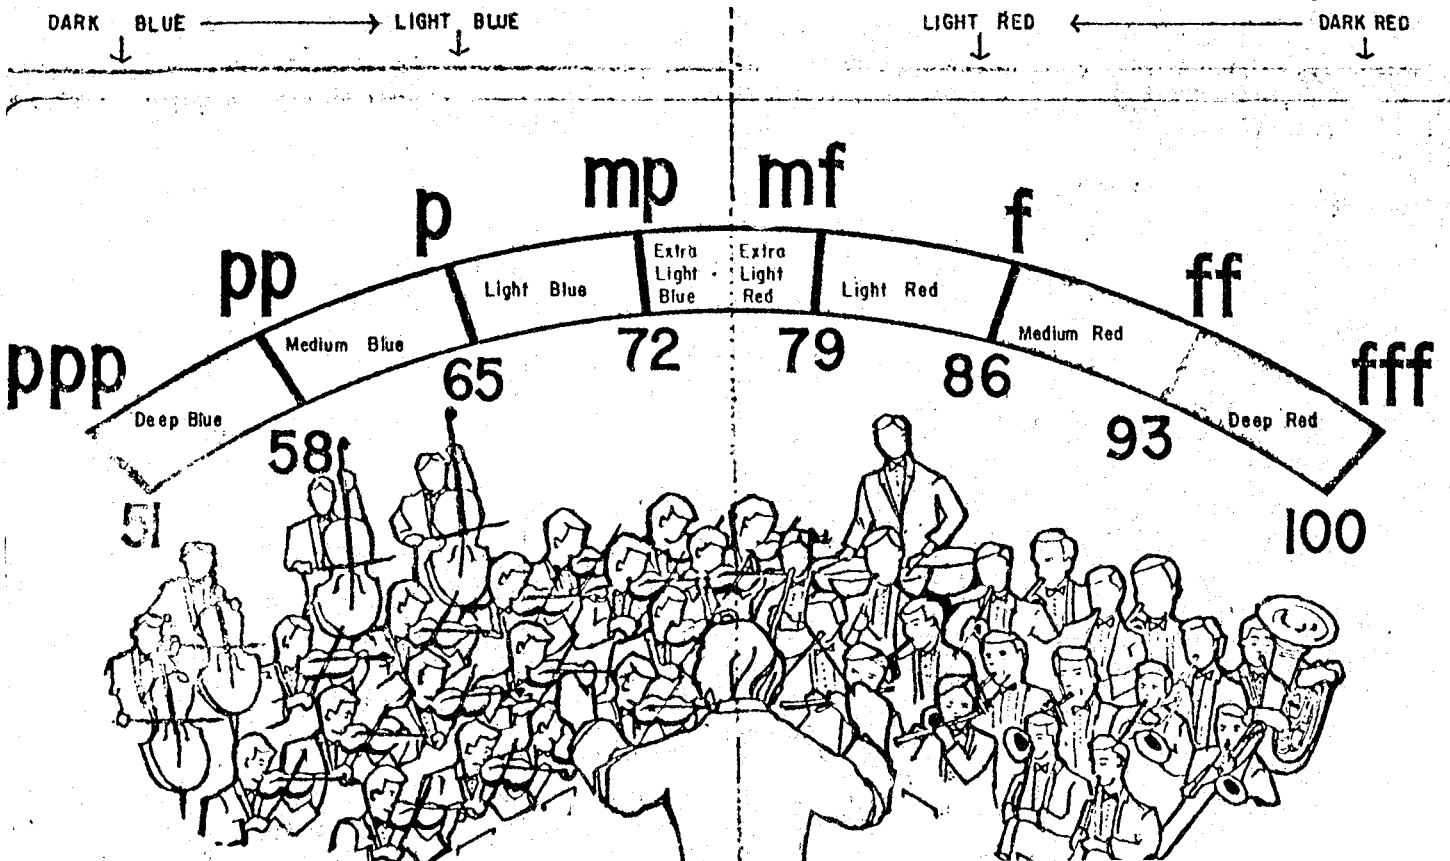 DARK BLUE LIGHT BLUE LIGHT RED DARK RED
mp mf
p f
pp ff
ppp fff
Extra Light Blue
Extra Light Red
Light Blue
Light Red
Medium Blue
Medium Red
Deep Blue
Deep Red
72 79
65 86
58 93
51 100